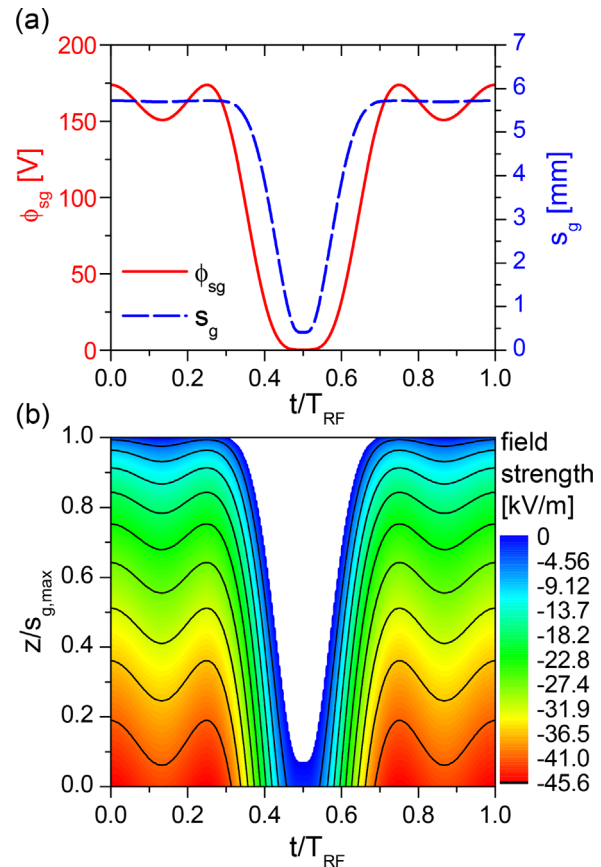 (a)
200
150
100
50
0
ϕsg [V]
7
6
5
4
3
2
1
0
sg [mm]
ϕsg
sg
0.0 0.2 0.4 0.6 0.8 1.0
t/TRF
(b)
1.0
0.8
0.6
0.4
0.2
0.0
z/sg,max
0.0 0.2 0.4 0.6 0.8 1.0
t/TRF
field
strength
[kV/m]
0
-4.56
-9.12
-13.7
-18.2
-22.8
-27.4
-31.9
-36.5
-41.0
-45.6